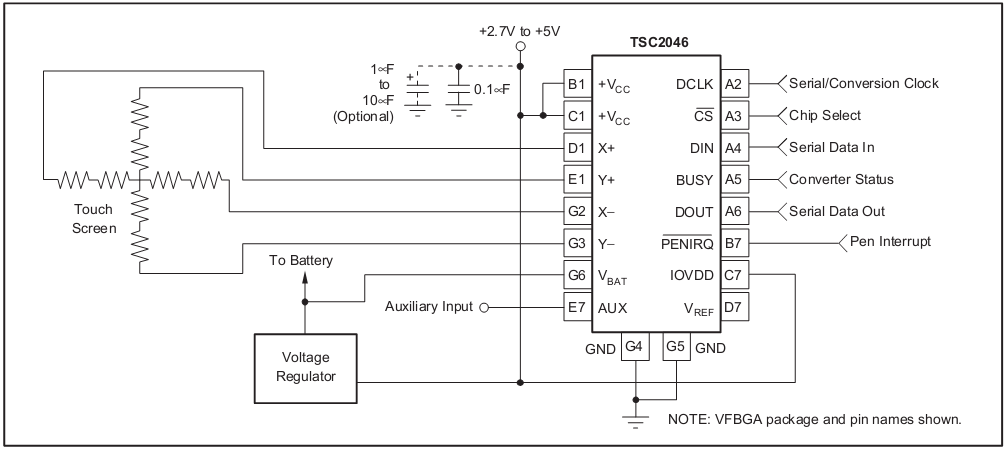 +2.7V to +5V
TSC2046
1∝F
to
10∝F
(Optional)
+
0.1∝F
B1 +VCC
C1 +VCC
D1 X+
E1 Y+
G2 X–
G3 Y–
G6 VBAT
E7 AUX
DCLK A2 Serial/Conversion Clock
CS A3 Chip Select
DIN A4 Serial Data In
BUSY A5 Converter Status
DOUT A6 Serial Data Out
PENIRQ B7 Pen Interrupt
IOVDD C7
VREF D7
Touch
Screen
To Battery
Auxiliary Input
Voltage
Regulator
GND G4 G5 GND
NOTE: VFBGA package and pin names shown.